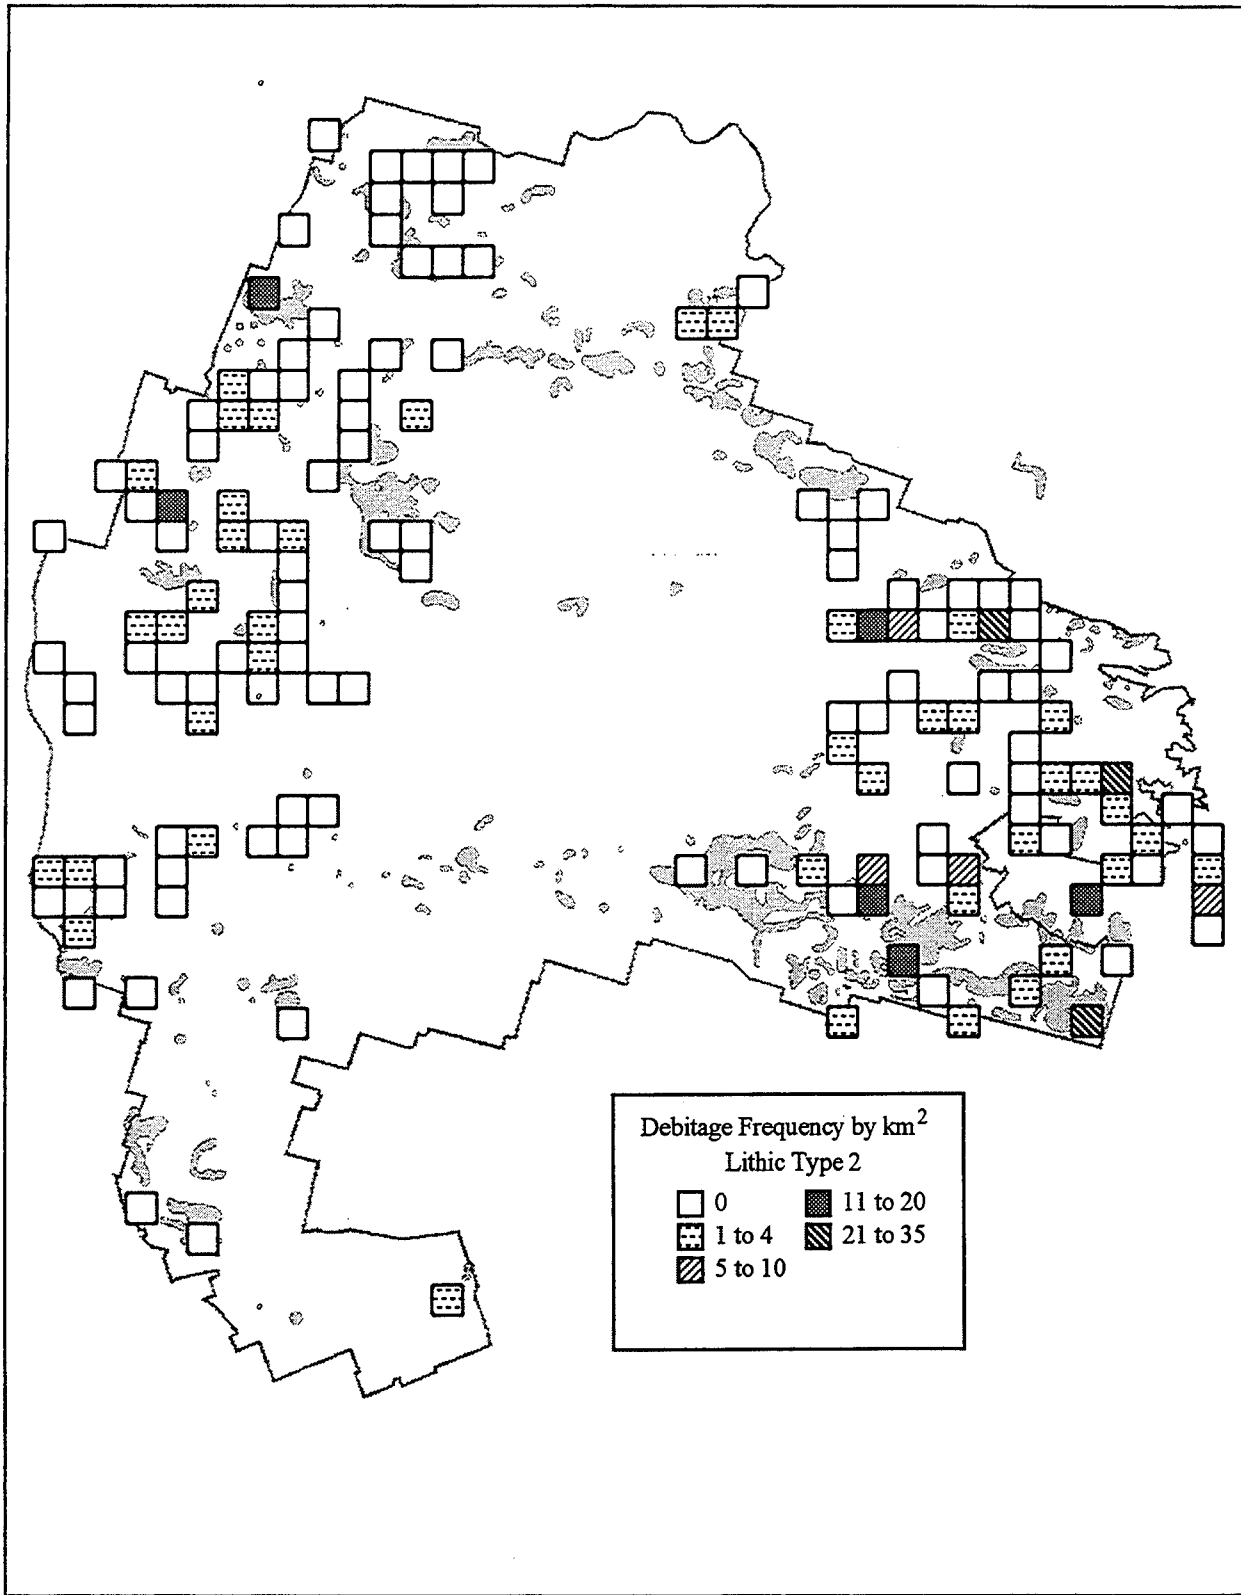 Debitage Frequency by km²
Lithic Type 2
0
11 to 20
1 to 4
21 to 35
5 to 10